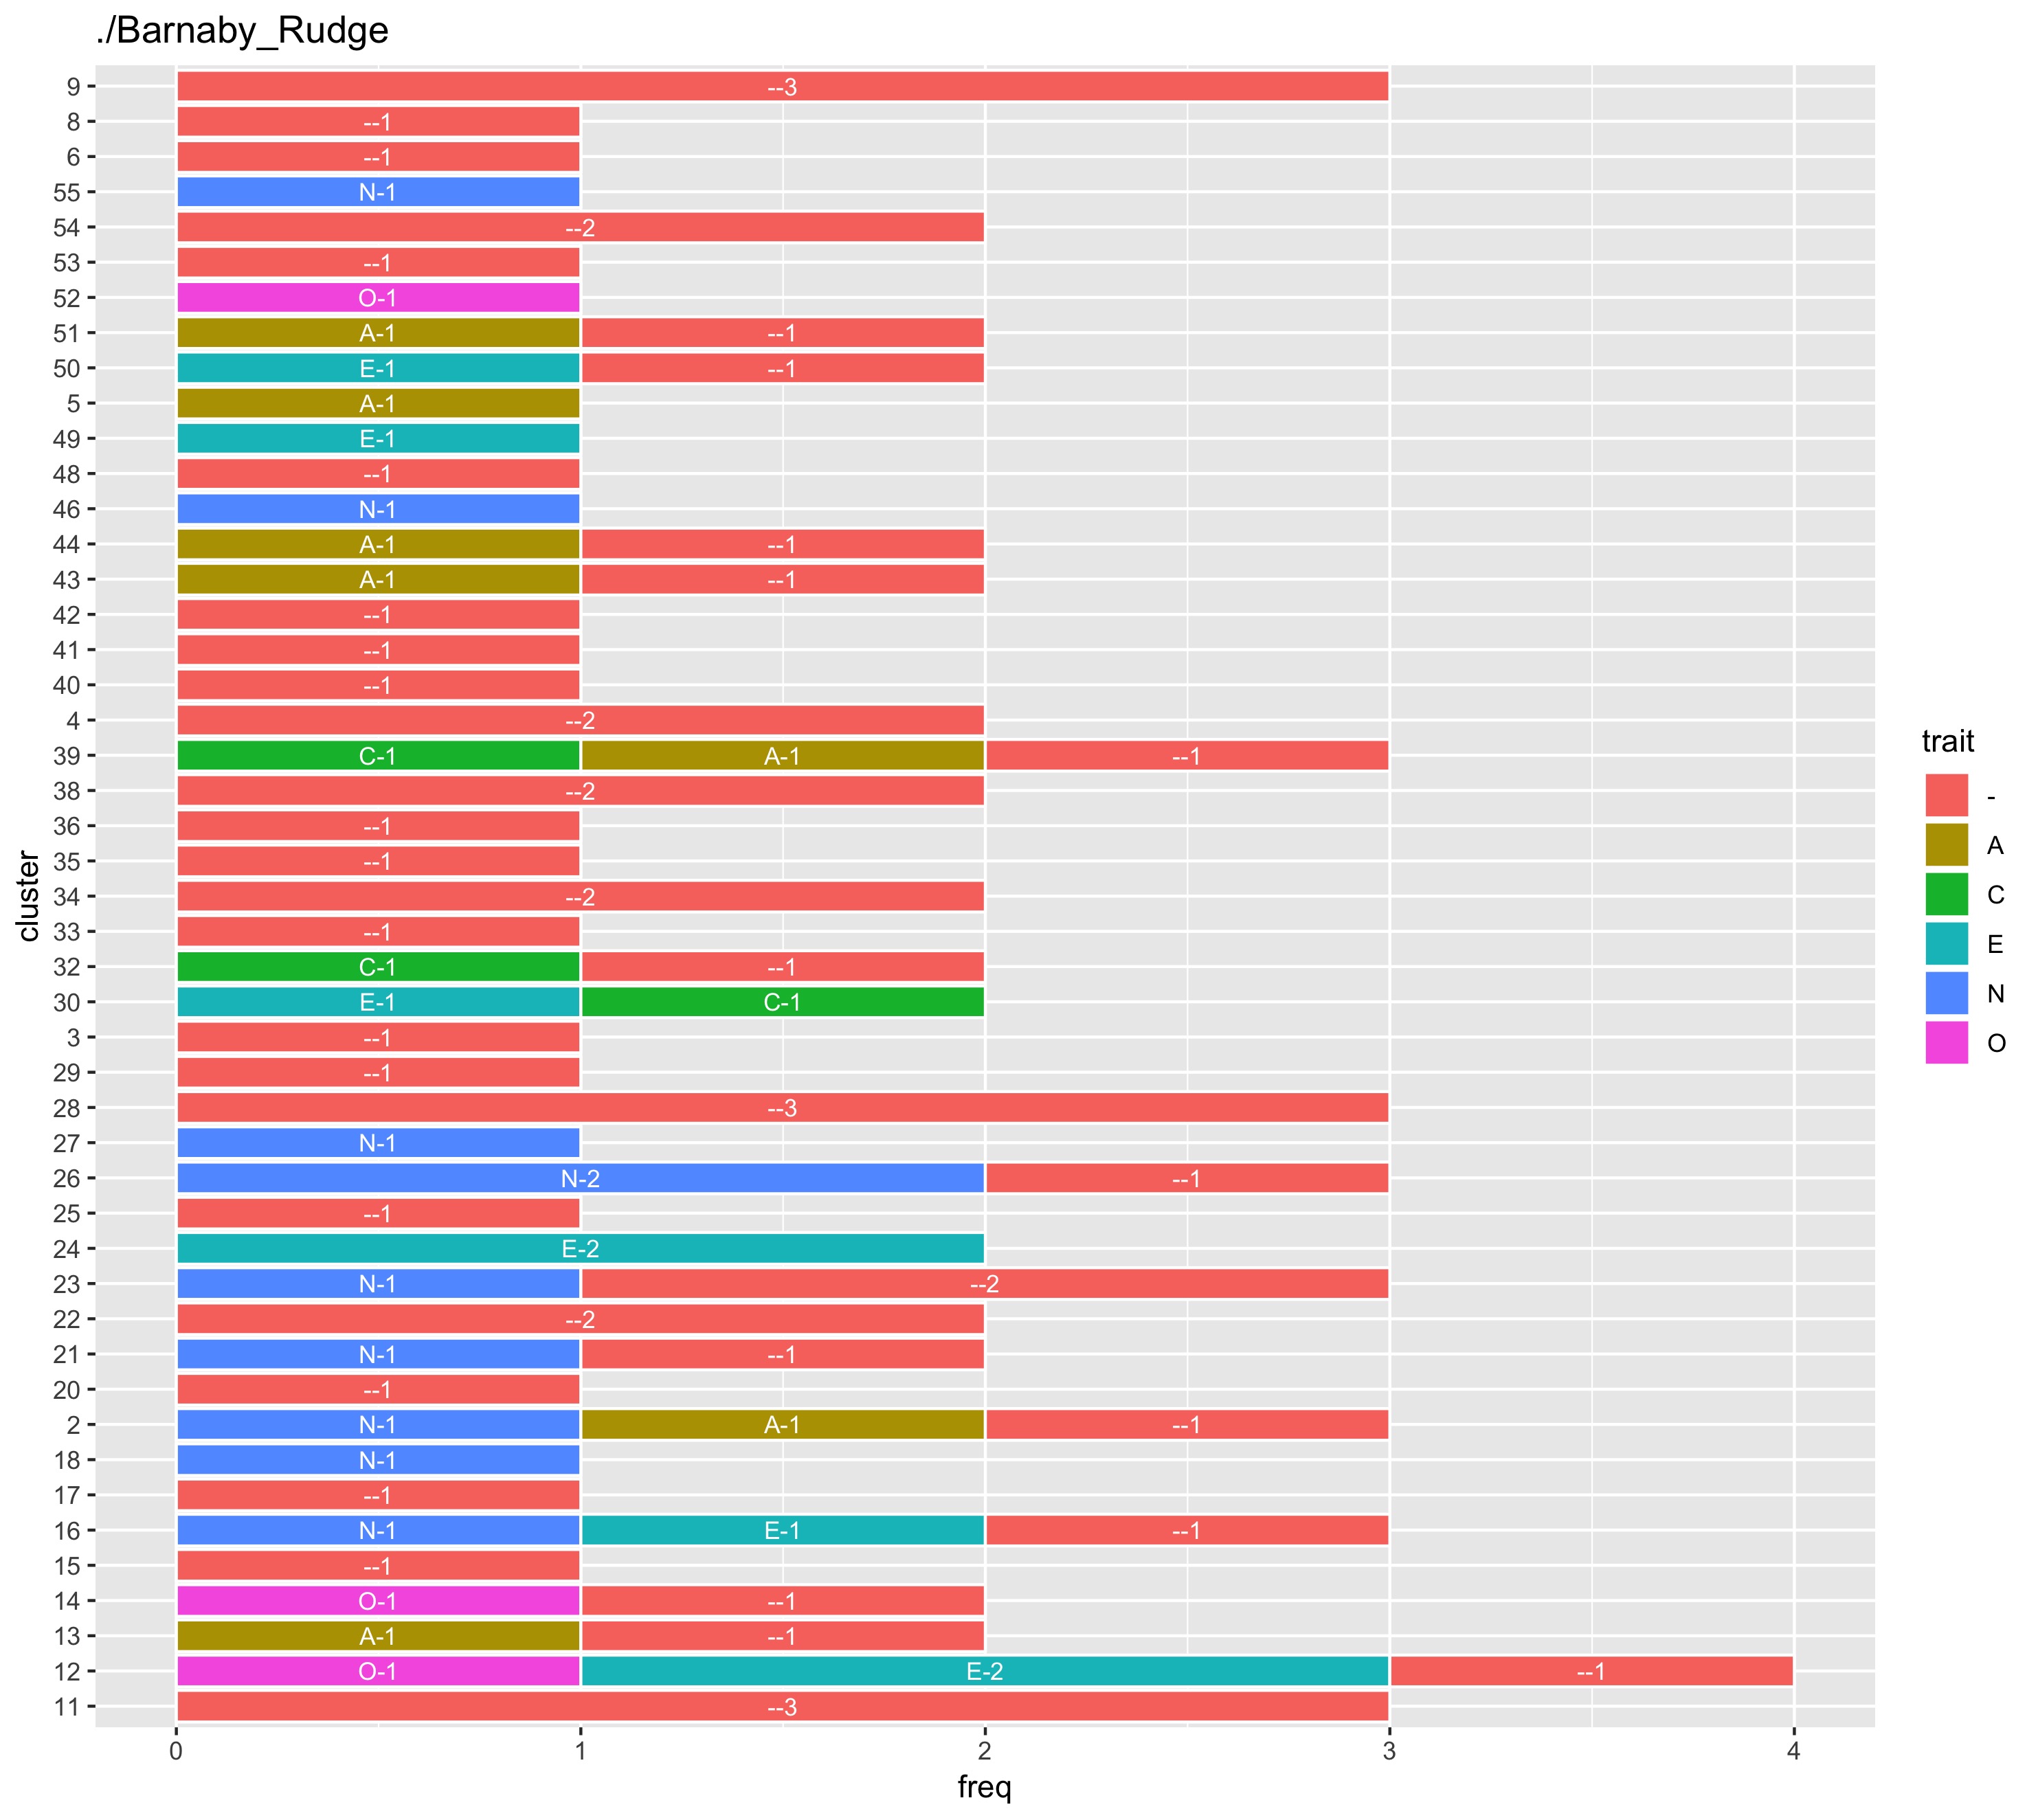 ./Barnaby_Rudge
9 --3
8 --1
6 --1
55 N-1
54 --2
53 --1
52 O-1
51 A-1 --1
50 E-1 --1
5 A-1
49 E-1
48 --1
46 N-1
44 A-1 --1
43 A-1 --1
42 --1
41 --1
40 --1
4 --2
39 C-1 A-1 --1
38 --2
36 --1
35 --1
34 --2
33 --1
32 C-1 --1
30 E-1 C-1
3 --1
29 --1
28 --3
27 N-1
26 N-2 --1
25 --1
24 E-2
23 N-1 --2
22 --2
21 N-1 --1
20 --1
2 N-1 A-1 --1
18 N-1
17 --1
16 N-1 E-1 --1
15 --1
14 O-1 --1
13 A-1 --1
12 O-1 E-2 --1
11 --3
0 1 2 3 4
freq
cluster
trait
-
A
C
E
N
O